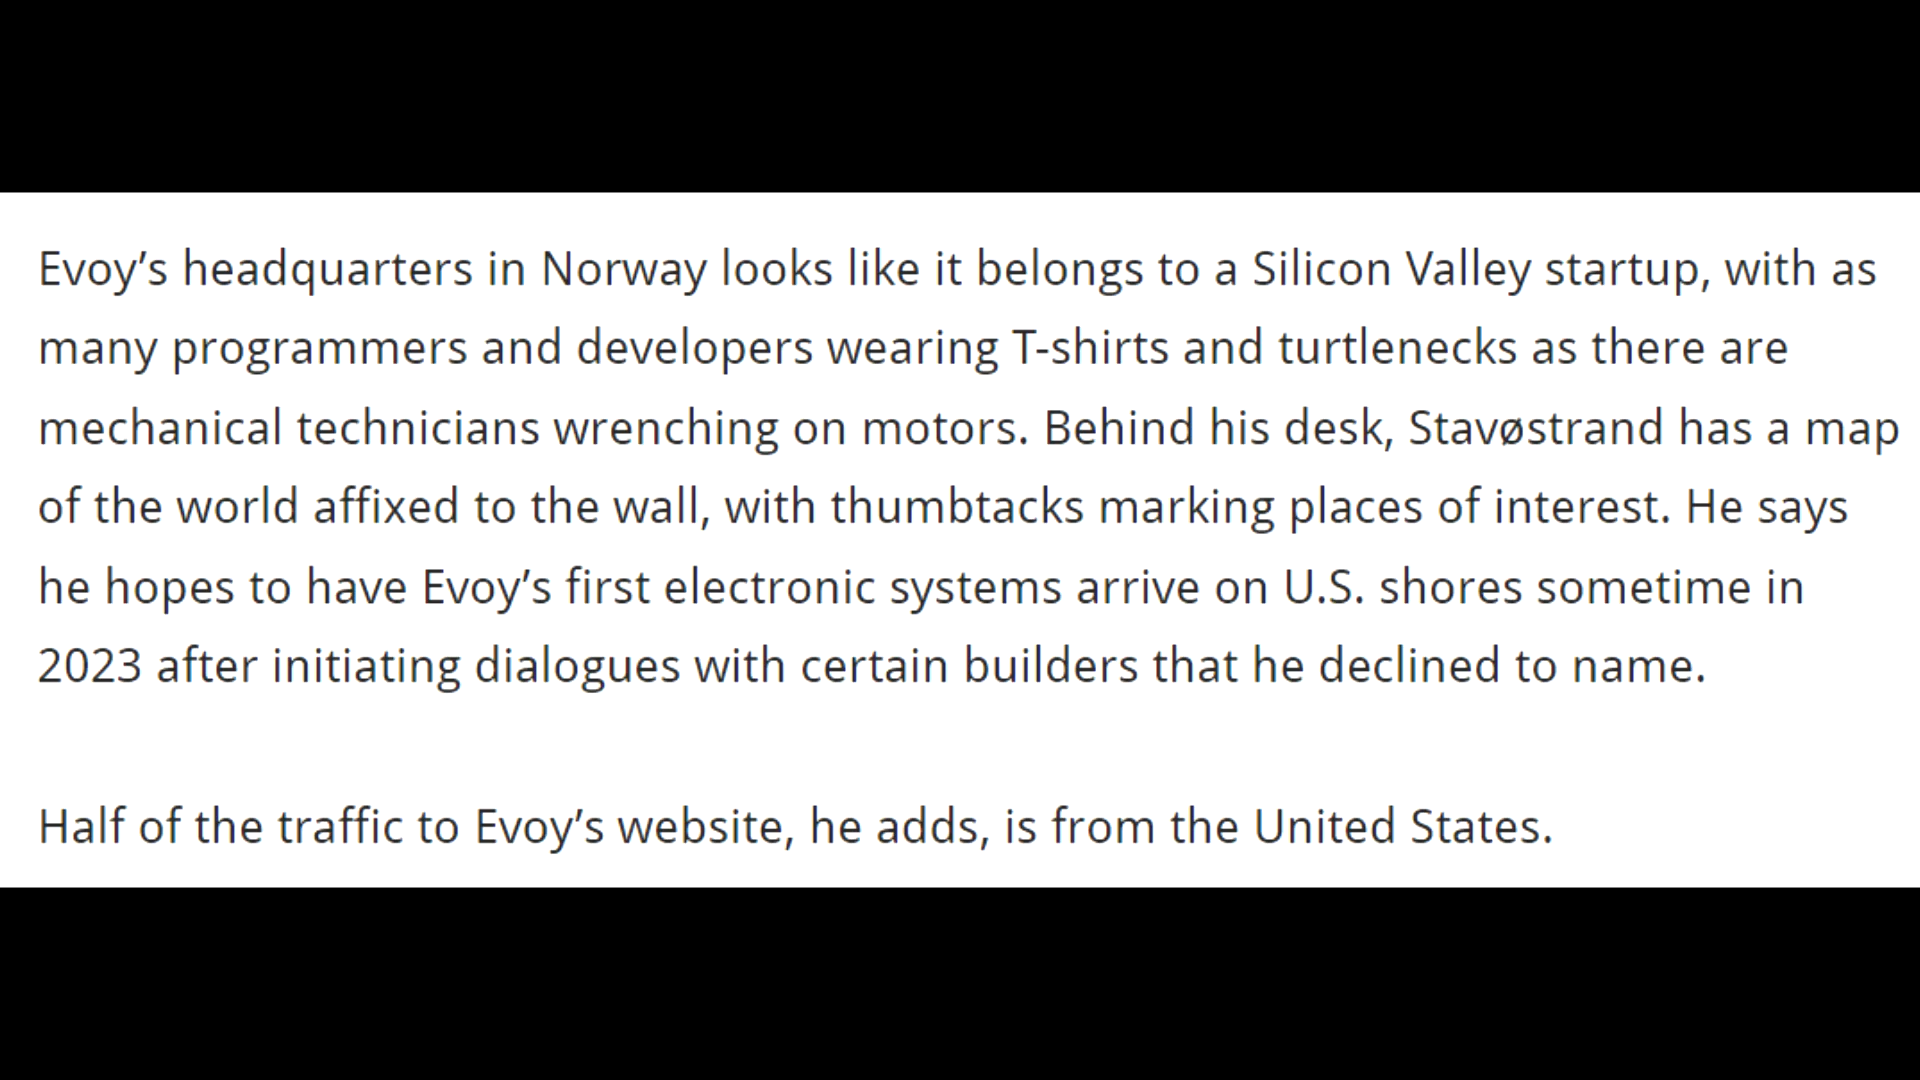 Evoy’s headquarters in Norway looks like it belongs to a Silicon Valley startup, with as
many programmers and developers wearing T-shirts and turtlenecks as there are
mechanical technicians wrenching on motors. Behind his desk, Stavøstrand has a map
of the world affixed to the wall, with thumbtacks marking places of interest. He says
he hopes to have Evoy’s first electronic systems arrive on U.S. shores sometime in
2023 after initiating dialogues with certain builders that he declined to name.
Half of the traffic to Evoy’s website, he adds, is from the United States.